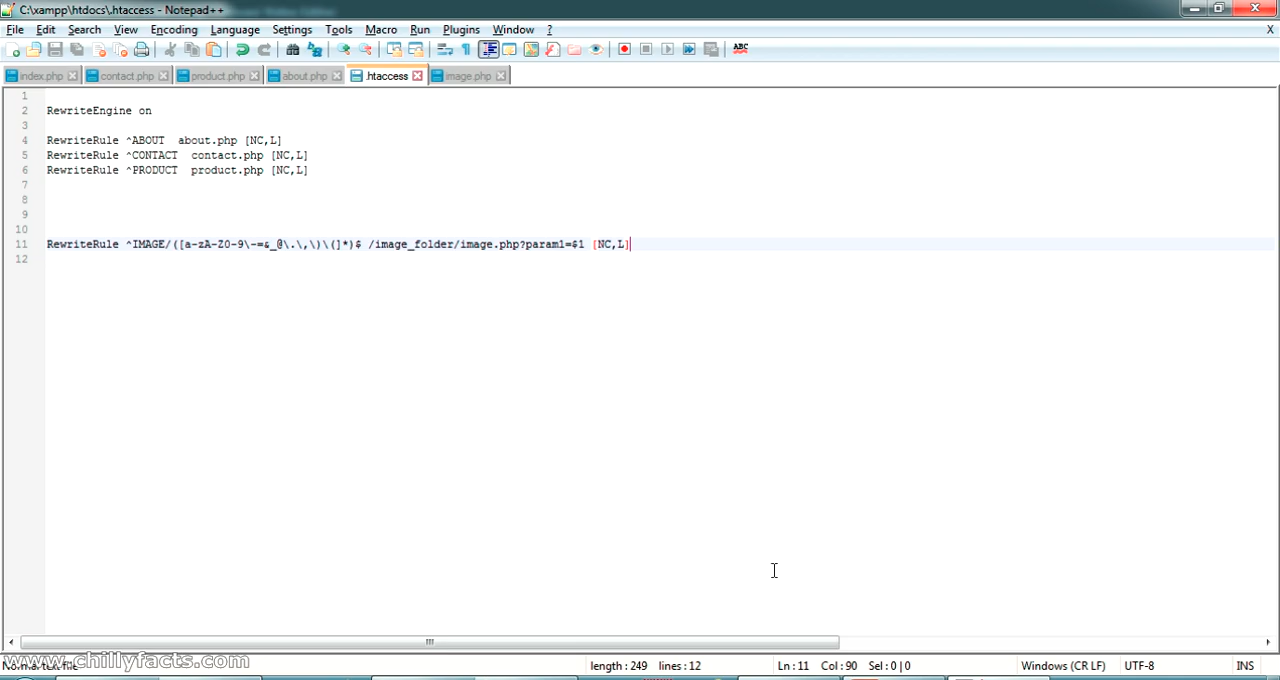 C:\xampp\htdocs\.htaccess - Notepad++
File Edit Search View Encoding Language Settings Tools Macro Run Plugins Window ? X
index.php contact.php product.php about.php .htaccess image.php
1
2 RewriteEngine on
3
4 RewriteRule ^ABOUT  about.php [NC,L]
5 RewriteRule ^CONTACT  contact.php [NC,L]
6 RewriteRule ^PRODUCT  product.php [NC,L]
7
8
9
10
11 RewriteRule ^IMAGE/([a-zA-Z0-9\-=&_@\.\,\)\(]*)$ /image_folder/image.php?param1=$1 [NC,L]
12
www.chillyfacts.com
Normal text file length : 249 lines : 12 Ln : 11 Col : 90 Sel : 0 | 0 Windows (CR LF) UTF-8 INS